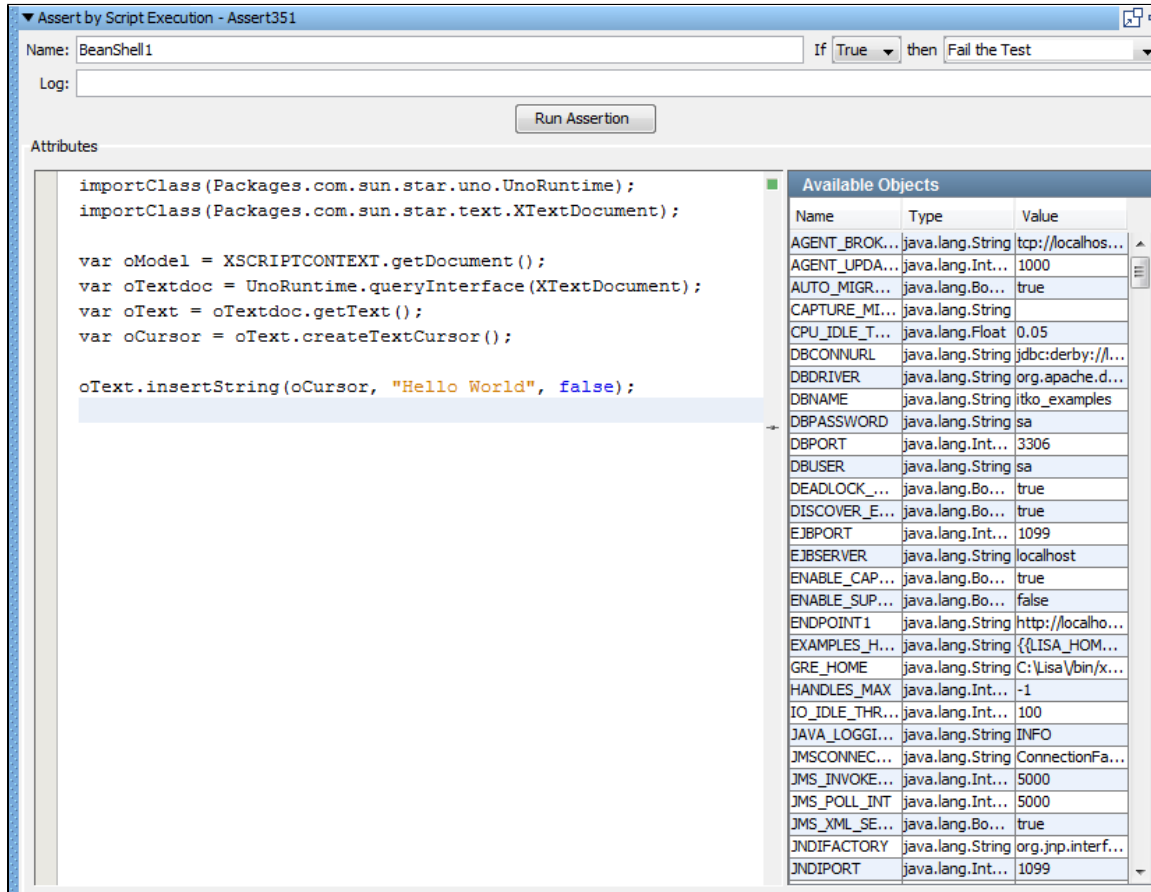 Assert by Script Execution - Assert351
Name: BeanShell1 If True then Fail the Test
Log:
Run Assertion
Attributes
importClass(Packages.com.sun.star.uno.UnoRuntime);
importClass(Packages.com.sun.star.text.XTextDocument);
var oModel = XSCRIPTCONTEXT.getDocument();
var oTextdoc = UnoRuntime.queryInterface(XTextDocument);
var oText = oTextdoc.getText();
var oCursor = oText.createTextCursor();
oText.insertString(oCursor, "Hello World", false);
Available Objects
Name Type Value
AGENT_BROK... java.lang.String tcp://localhos...
AGENT_UPDA... java.lang.Int... 1000
AUTO_MIGR... java.lang.Bo... true
CAPTURE_MI... java.lang.String
CPU_IDLE_T... java.lang.Float 0.05
DBCONNURL java.lang.String jdbc:derby://l...
DBDRIVER java.lang.String org.apache.d...
DBNAME java.lang.String itko_examples
DBPASSWORD java.lang.String sa
DBPORT java.lang.Int... 3306
DBUSER java.lang.String sa
DEADLOCK_... java.lang.Bo... true
DISCOVER_E... java.lang.Bo... true
EJBPORT java.lang.Int... 1099
EJBSERVER java.lang.String localhost
ENABLE_CAP... java.lang.Bo... true
ENABLE_SUP... java.lang.Bo... false
ENDPOINT1 java.lang.String http://localho...
EXAMPLES_H... java.lang.String {{LISA_HOM...
GRE_HOME java.lang.String C:\Lisa\/bin/x...
HANDLES_MAX java.lang.Int... -1
IO_IDLE_THR... java.lang.Int... 100
JAVA_LOGGI... java.lang.String INFO
JMSCONNEC... java.lang.String ConnectionFa...
JMS_INVOKE... java.lang.Int... 5000
JMS_POLL_INT java.lang.Int... 5000
JMS_XML_SE... java.lang.Bo... true
JNDIFACTORY java.lang.String org.jnp.interf...
JNDIPORT java.lang.Int... 1099